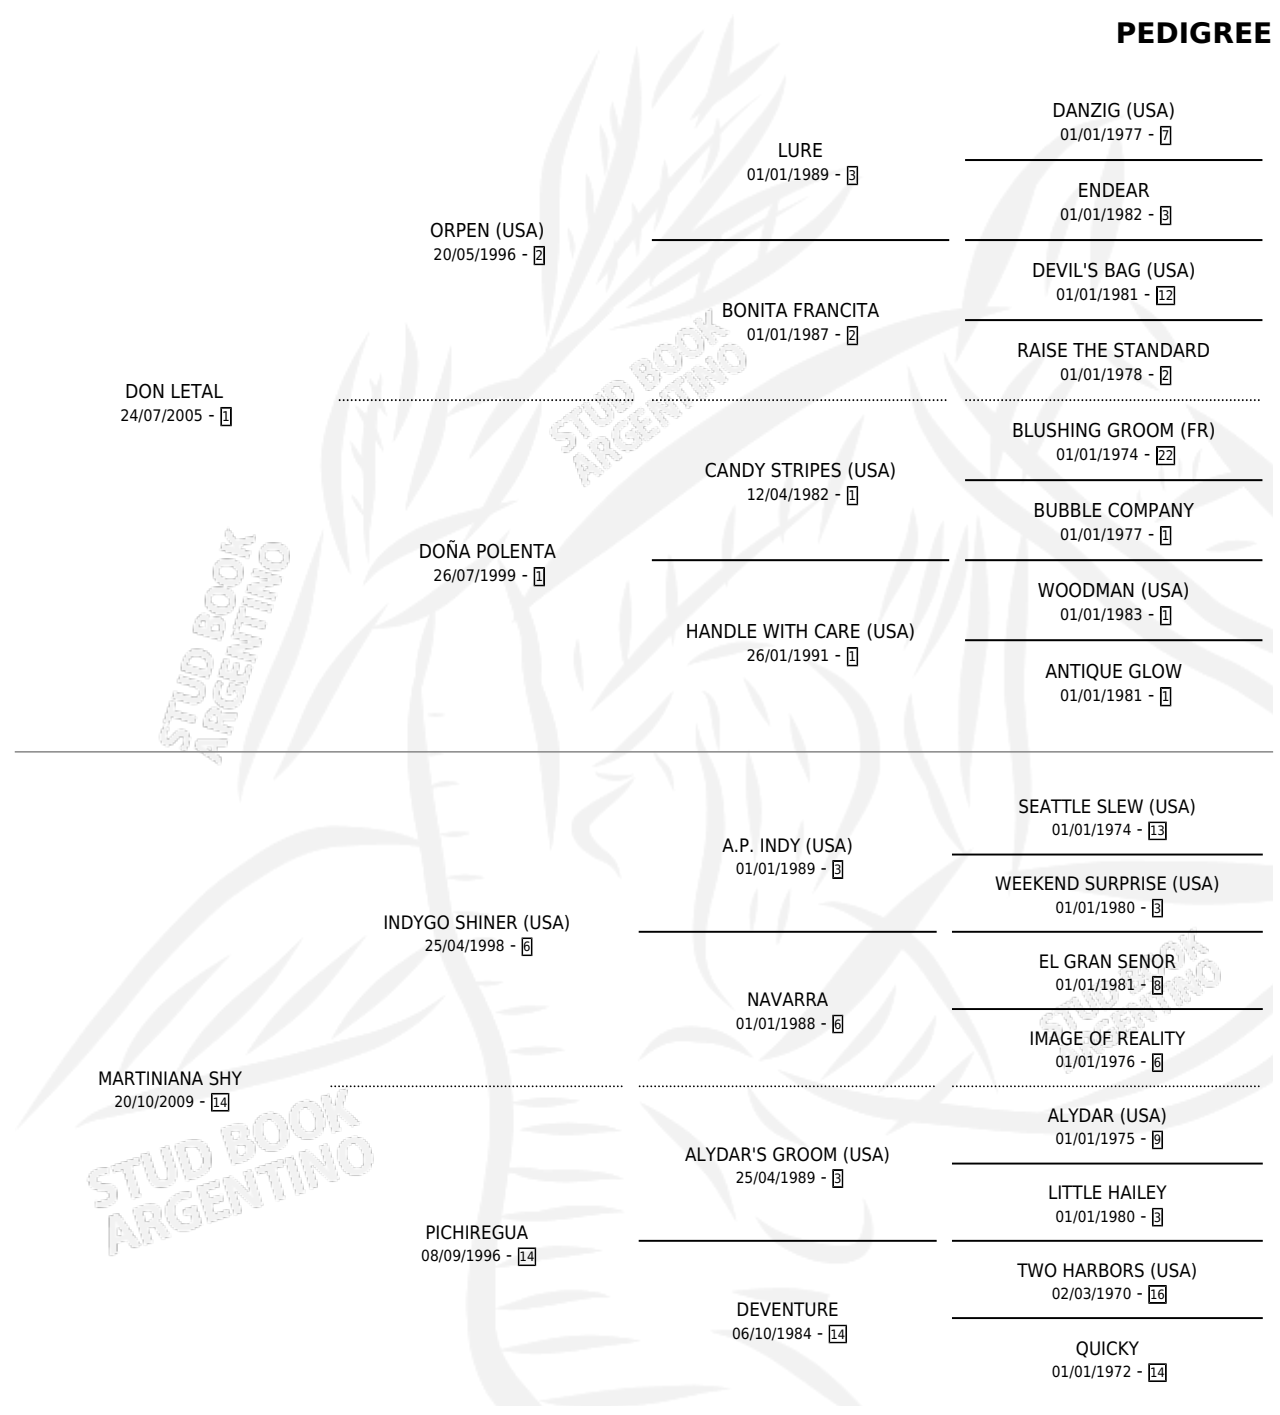 PEDIGREE
DANZIG (USA)
01/01/1977 - 7
LURE
01/01/1989 - 3
ENDEAR
01/01/1982 - 3
ORPEN (USA)
20/05/1996 - 2
DEVIL'S BAG (USA)
01/01/1981 - 12
BONITA FRANCITA
01/01/1987 - 2
RAISE THE STANDARD
01/01/1978 - 2
DON LETAL
24/07/2005 - 1
BLUSHING GROOM (FR)
01/01/1974 - 22
CANDY STRIPES (USA)
12/04/1982 - 1
BUBBLE COMPANY
01/01/1977 - 1
DOÑA POLENTA
26/07/1999 - 1
WOODMAN (USA)
01/01/1983 - 1
HANDLE WITH CARE (USA)
26/01/1991 - 1
ANTIQUE GLOW
01/01/1981 - 1
STUD BOOK
ARGENTINO
STUD BOOK
ARGENTINO
SEATTLE SLEW (USA)
01/01/1974 - 13
A.P. INDY (USA)
01/01/1989 - 3
WEEKEND SURPRISE (USA)
01/01/1980 - 3
INDYGO SHINER (USA)
25/04/1998 - 6
EL GRAN SENOR
01/01/1981 - 8
NAVARRA
01/01/1988 - 6
IMAGE OF REALITY
01/01/1976 - 6
MARTINIANA SHY
20/10/2009 - 14
ALYDAR (USA)
01/01/1975 - 9
ALYDAR'S GROOM (USA)
25/04/1989 - 3
LITTLE HAILEY
01/01/1980 - 3
PICHIREGUA
08/09/1996 - 14
TWO HARBORS (USA)
02/03/1970 - 16
DEVENTURE
06/10/1984 - 14
QUICKY
01/01/1972 - 14
STUD BOOK
ARGENTINO
STUD BOOK
ARGENTINO